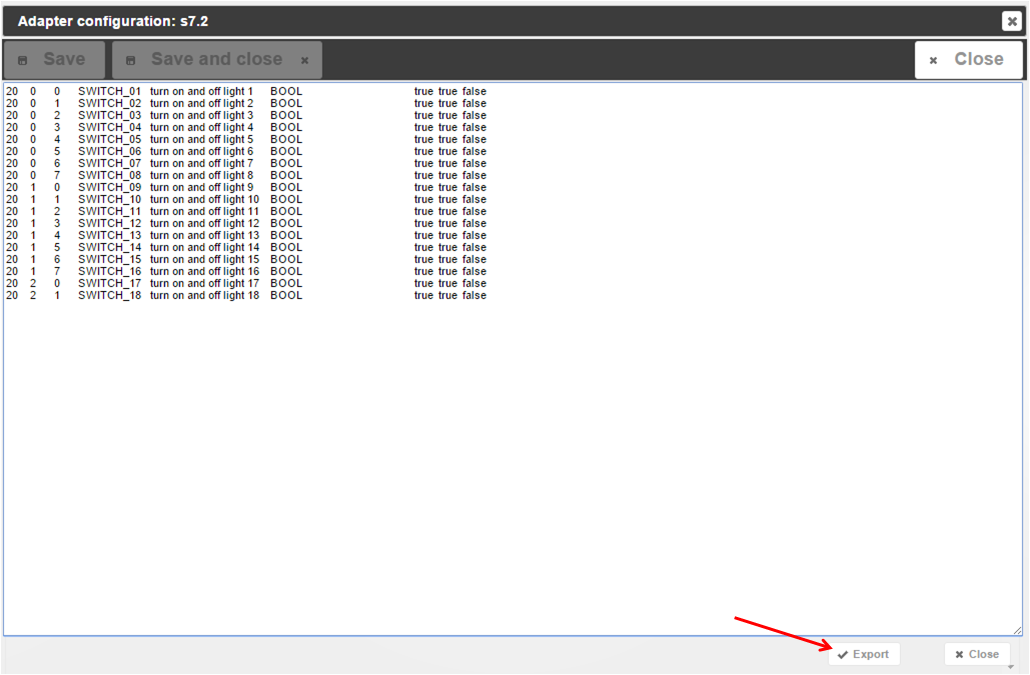 Adapter configuration: s7.2
Save Save and close Close
20 0 0 SWITCH_01 turn on and off light 1 BOOL true true false
20 0 1 SWITCH_02 turn on and off light 2 BOOL true true false
20 0 2 SWITCH_03 turn on and off light 3 BOOL true true false
20 0 3 SWITCH_04 turn on and off light 4 BOOL true true false
20 0 4 SWITCH_05 turn on and off light 5 BOOL true true false
20 0 5 SWITCH_06 turn on and off light 6 BOOL true true false
20 0 6 SWITCH_07 turn on and off light 7 BOOL true true false
20 0 7 SWITCH_08 turn on and off light 8 BOOL true true false
20 1 0 SWITCH_09 turn on and off light 9 BOOL true true false
20 1 1 SWITCH_10 turn on and off light 10 BOOL true true false
20 1 2 SWITCH_11 turn on and off light 11 BOOL true true false
20 1 3 SWITCH_12 turn on and off light 12 BOOL true true false
20 1 4 SWITCH_13 turn on and off light 13 BOOL true true false
20 1 5 SWITCH_14 turn on and off light 14 BOOL true true false
20 1 6 SWITCH_15 turn on and off light 15 BOOL true true false
20 1 7 SWITCH_16 turn on and off light 16 BOOL true true false
20 2 0 SWITCH_17 turn on and off light 17 BOOL true true false
20 2 1 SWITCH_18 turn on and off light 18 BOOL true true false
Export Close